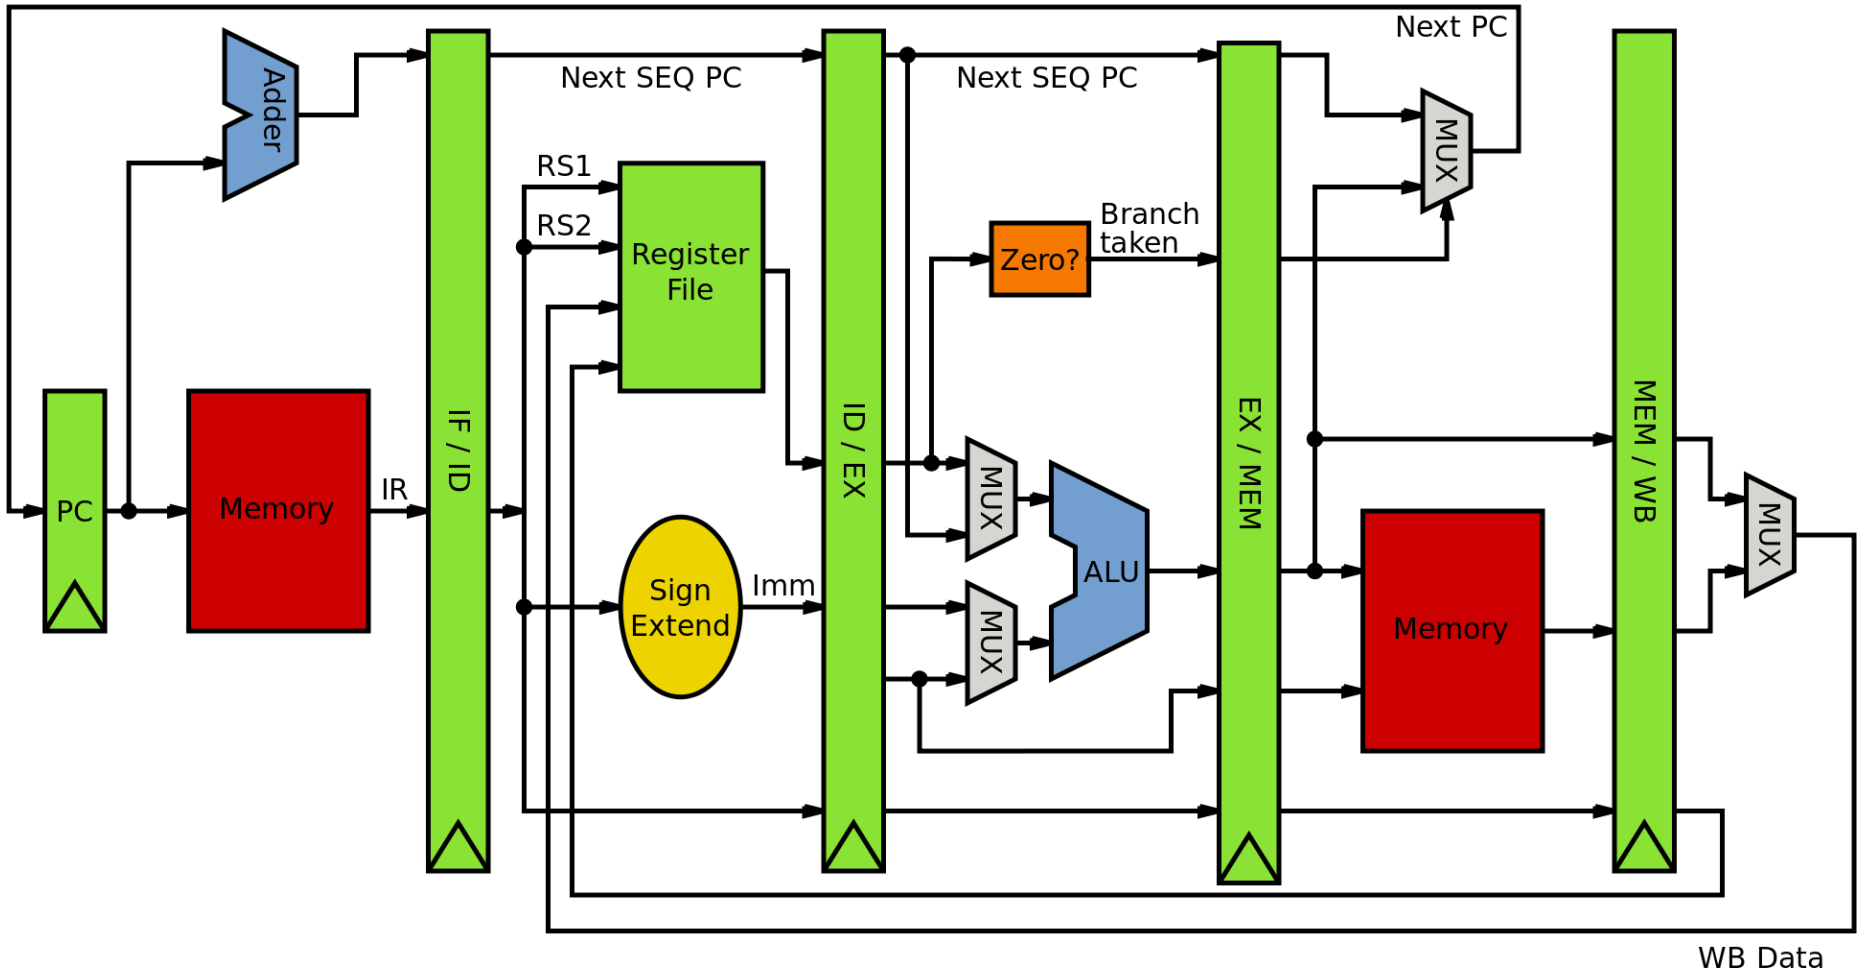 Next PC
Adder
Next SEQ PC
Next SEQ PC
MUX
RS1
RS2
Register
File
Zero?
Branch
taken
PC
Memory
IR
IF / ID
ID / EX
EX / MEM
MEM / WB
Sign
Extend
Imm
MUX
MUX
ALU
Memory
MUX
WB Data